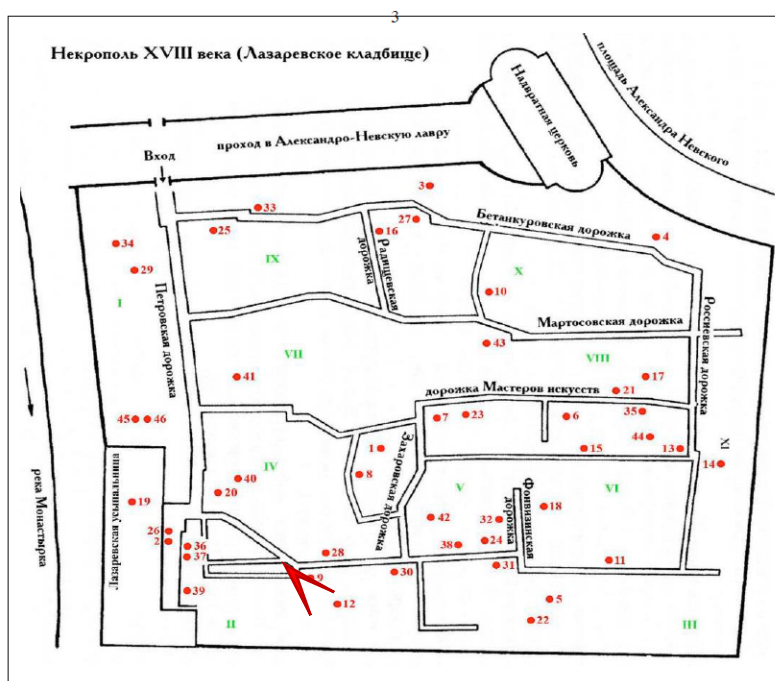 3
Некрополь XVIII века (Лазаревское кладбище)
площадь Александра Невского
Надвратная церковь
проход в Александро-Невскую лавру
Вход
3
33
27
Бетанкуровская дорожка
4
34
25
16
29
IX
Радищевская дорожка
X
10
I
Петровская дорожка
Россиевская дорожка
Мартосовская дорожка
43
VII
VIII
41
17
21
дорожка Мастеров искусств
45
46
7
23
6
35
44
1
15
13
XI
14
Захаровская дорожка
8
IV
40
20
V
VI
19
Лазаревская усыпальница
42
32
18
Фонвизинская дорожка
26
2
36
37
28
38
24
11
река Монастырка
9
30
31
39
12
5
22
II
III